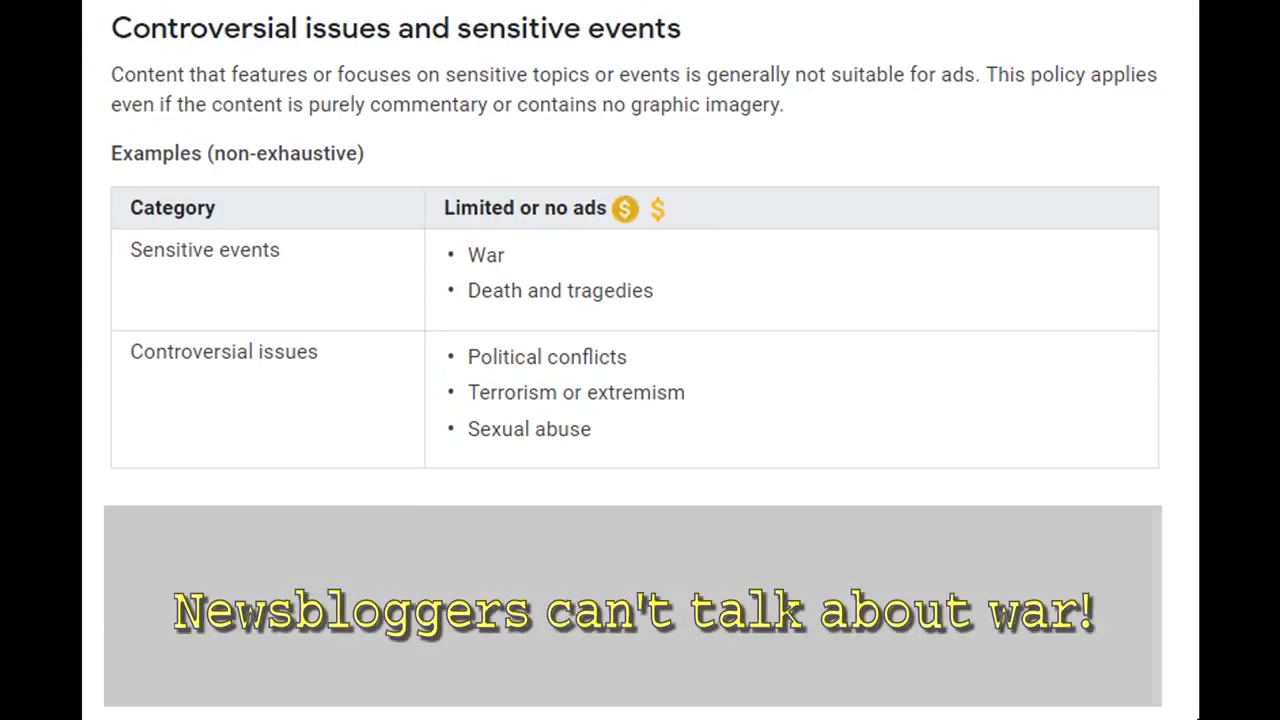 Controversial issues and sensitive events
Content that features or focuses on sensitive topics or events is generally not suitable for ads. This policy applies
even if the content is purely commentary or contains no graphic imagery.
Examples (non-exhaustive)
Category
Limited or no ads $ $
Sensitive events
• War
• Death and tragedies
Controversial issues
• Political conflicts
• Terrorism or extremism
• Sexual abuse
Newsbloggers can't talk about war!